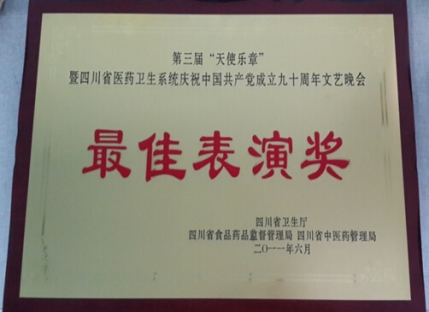 第三届“天使乐章”
暨四川省医药卫生系统庆祝中国共产党成立九十周年文艺晚会
最佳表演奖
四川省卫生厅
四川省食品药品监督管理局 四川省中医药管理局
二〇一一年六月